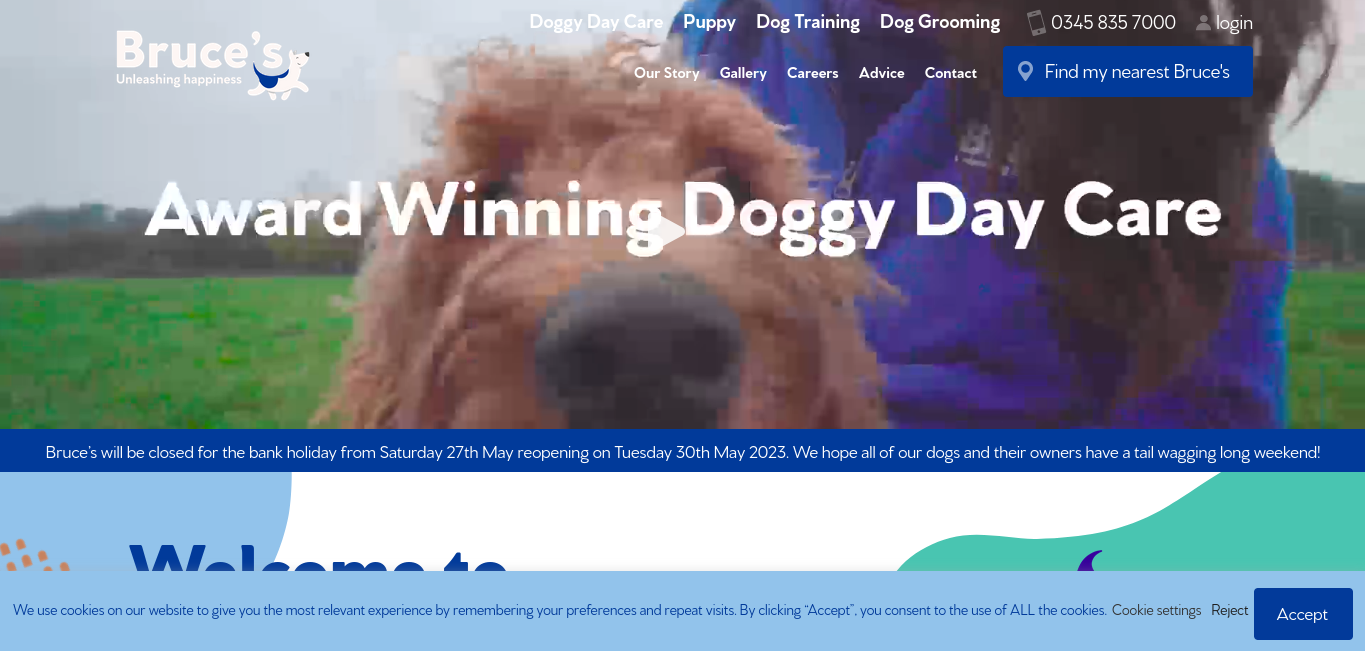 Doggy Day Care Puppy Dog Training Dog Grooming 0345 835 7000 login
Bruce's
Unleashing happiness
Our Story Gallery Careers Advice Contact Find my nearest Bruce's
Award Winning Doggy Day Care
Bruce's will be closed for the bank holiday from Saturday 27th May reopening on Tuesday 30th May 2023. We hope all of our dogs and their owners have a tail wagging long weekend!
Welcome to
We use cookies on our website to give you the most relevant experience by remembering your preferences and repeat visits. By clicking “Accept”, you consent to the use of ALL the cookies. Cookie settings Reject Accept